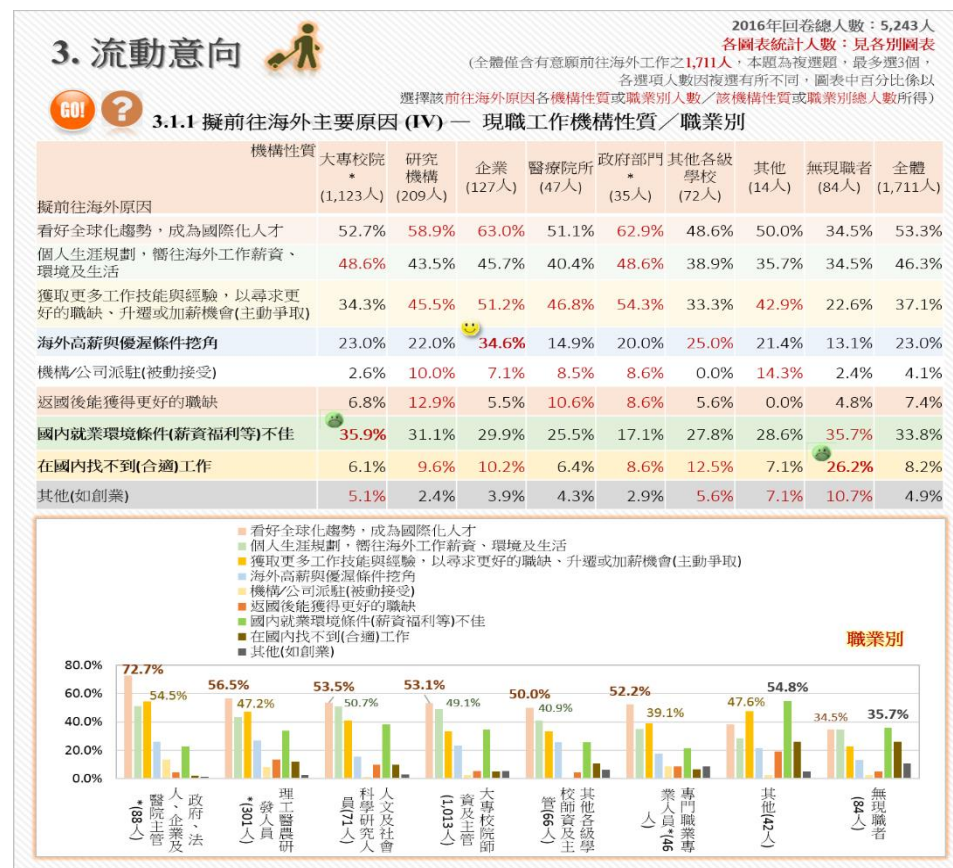 2016年回卷總人數：5,243人
各圖表統計人數：見各別圖表
3. 流動意向
(全體僅含有意願前往海外工作之1,711人，本題為複選題，最多選3個，
各選項人數因複選有所不同，圖表中百分比係以
選擇該前往海外原因各機構性質或職業別人數／該機構性質或職業別總人數所得)
GO! ?
3.1.1 擬前往海外主要原因 (IV) — 現職工作機構性質／職業別
機構性質 大專校院* (1,123人) 研究機構 (209人) 企業 (127人) 醫療院所 (47人) 政府部門* (35人) 其他各級學校 (72人) 其他 (14人) 無現職者 (84人) 全體 (1,711人)
擬前往海外原因
看好全球化趨勢，成為國際化人才 52.7% 58.9% 63.0% 51.1% 62.9% 48.6% 50.0% 34.5% 53.3%
個人生涯規劃，嚮往海外工作薪資、
環境及生活 48.6% 43.5% 45.7% 40.4% 48.6% 38.9% 35.7% 34.5% 46.3%
獲取更多工作技能與經驗，以尋求更
好的職缺、升遷或加薪機會(主動爭取) 34.3% 45.5% 51.2% 46.8% 54.3% 33.3% 42.9% 22.6% 37.1%
海外高薪與優渥條件挖角 23.0% 22.0% 34.6% 14.9% 20.0% 25.0% 21.4% 13.1% 23.0%
機構/公司派駐(被動接受) 2.6% 10.0% 7.1% 8.5% 8.6% 0.0% 14.3% 2.4% 4.1%
返國後能獲得更好的職缺 6.8% 12.9% 5.5% 10.6% 8.6% 5.6% 0.0% 4.8% 7.4%
國內就業環境條件(薪資福利等)不佳 35.9% 31.1% 29.9% 25.5% 17.1% 27.8% 28.6% 35.7% 33.8%
在國內找不到(合適)工作 6.1% 9.6% 10.2% 6.4% 8.6% 12.5% 7.1% 26.2% 8.2%
其他(如創業) 5.1% 2.4% 3.9% 4.3% 2.9% 5.6% 7.1% 10.7% 4.9%
看好全球化趨勢，成為國際化人才
個人生涯規劃，嚮往海外工作薪資、環境及生活
獲取更多工作技能與經驗，以尋求更好的職缺、升遷或加薪機會(主動爭取)
海外高薪與優渥條件挖角
機構/公司派駐(被動接受)
返國後能獲得更好的職缺
國內就業環境條件(薪資福利等)不佳
在國內找不到(合適)工作
其他(如創業)
職業別
80.0%
60.0%
40.0%
20.0%
0.0%
72.7% 54.5%
56.5% 47.2%
53.5% 50.7%
53.1% 49.1%
50.0% 40.9%
52.2% 39.1%
47.6% 54.8%
34.5% 35.7%
政府、法
人、企業及
醫院主管
*(88人)
理工醫農研
發人員
*(301人)
人文及社會
科學研究人
員(71人)
大專校院師
資及主管
(1,013人)
其他各級學
校師資及主
管(66人)
專門職業專
業人員*(46
人)
其他(42人)
無現職者
(84人)